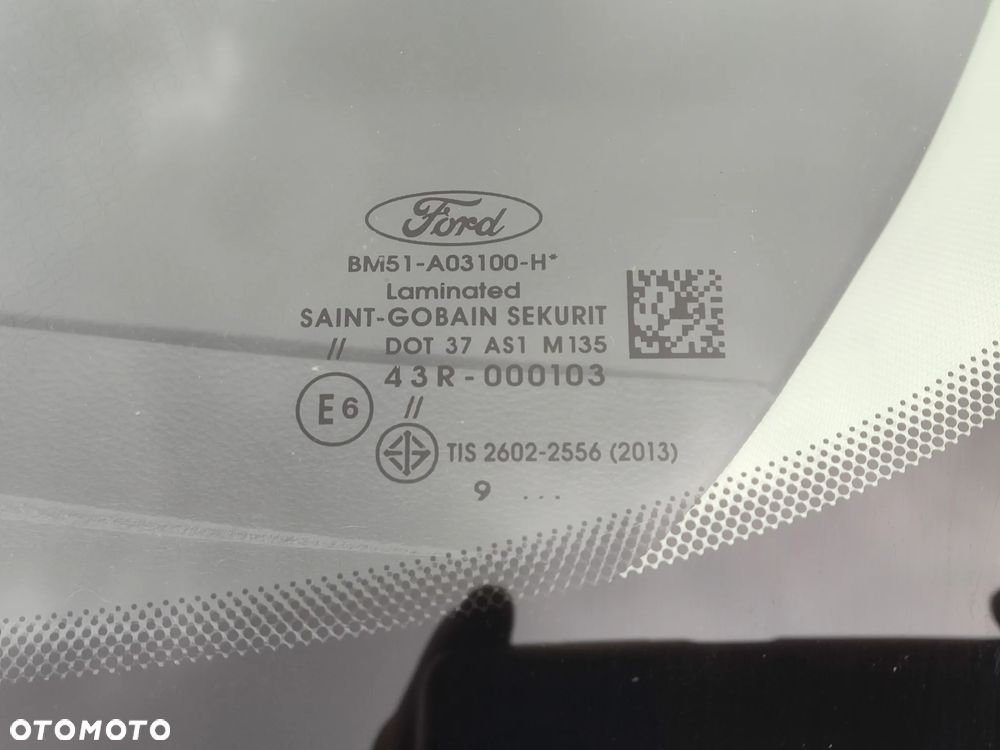 Ford
BM51-A03100-H*
Laminated
SAINT-GOBAIN SEKURIT
// DOT 37 AS1 M135
43R-000103
E6 //
TIS 2602-2556 (2013)
9 ...
OTOMOTO